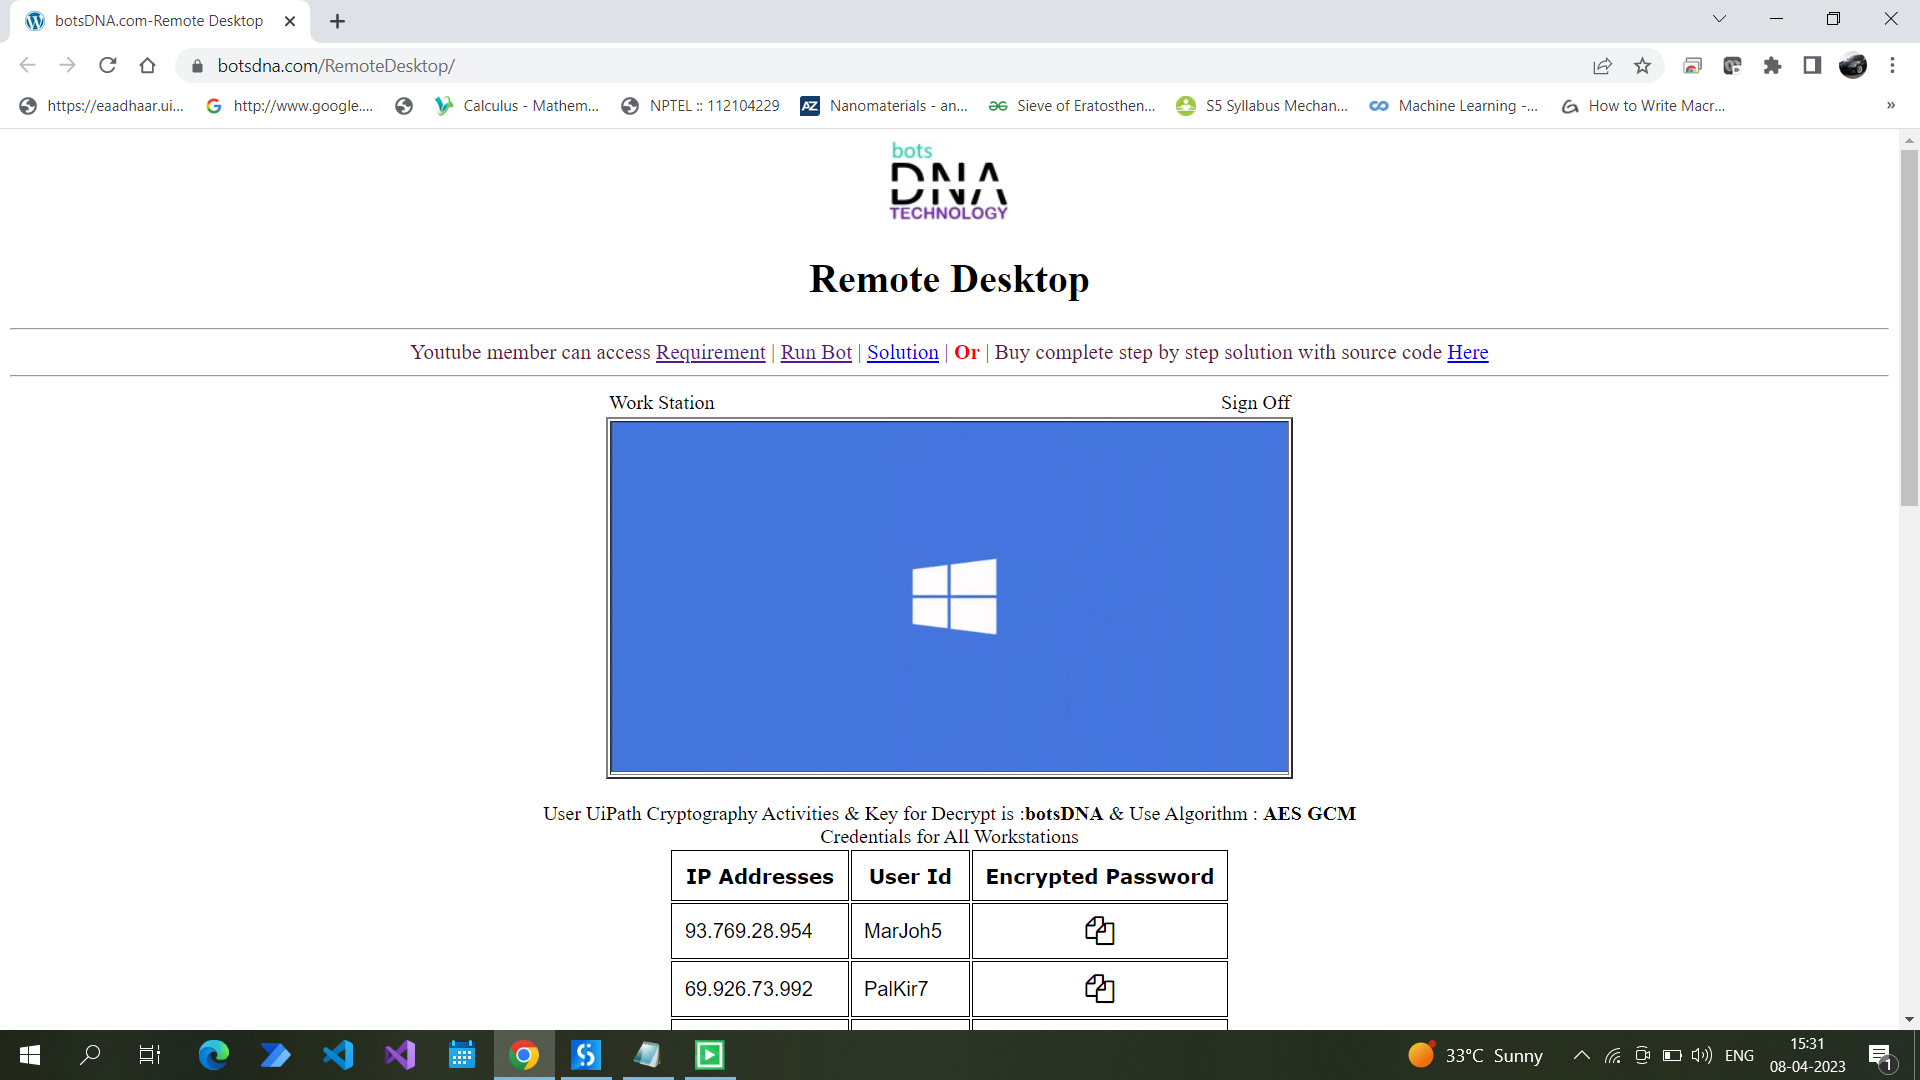 botsDNA.com-Remote Desktop
botsdna.com/RemoteDesktop/
https://eaadhaar.ui...
http://www.google....
Calculus - Mathem...
NPTEL :: 112104229
AZ
Nanomaterials - an...
Sieve of Eratosthen...
S5 Syllabus Mechan...
Machine Learning -...
How to Write Macr...
»
bots
DNA
TECHNOLOGY
Remote Desktop
Youtube member can access Requirement | Run Bot | Solution | Or | Buy complete step by step solution with source code Here
Work Station
Sign Off
User UiPath Cryptography Activities & Key for Decrypt is :botsDNA & Use Algorithm : AES GCM
Credentials for All Workstations
IP Addresses
User Id
Encrypted Password
93.769.28.954
MarJoh5
69.926.73.992
PalKir7
33°C Sunny
ENG
15:31
08-04-2023
1